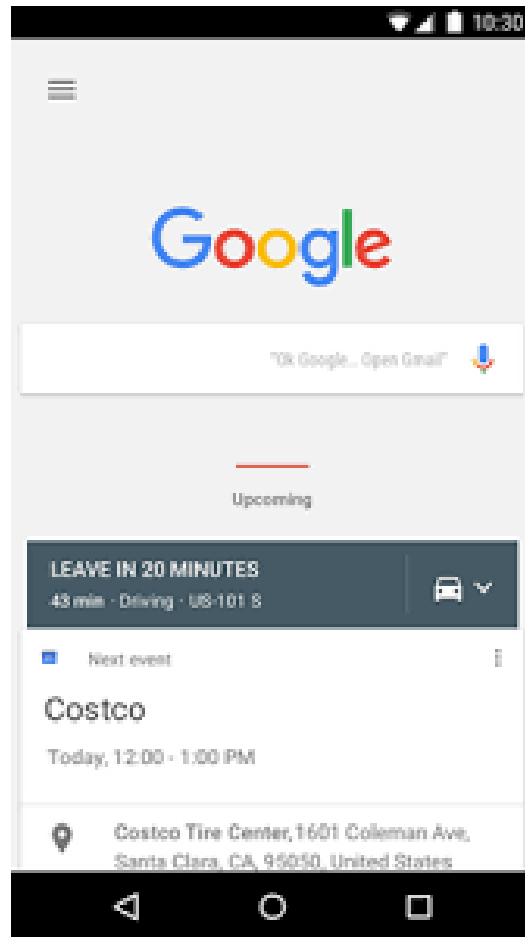 10:30
Google
"Ok Google... Open Gmail"
Upcoming
LEAVE IN 20 MINUTES
43 min · Driving · US-101 S
Next event
Costco
Today, 12:00 - 1:00 PM
Costco Tire Center, 1601 Coleman Ave,
Santa Clara, CA, 95050, United States